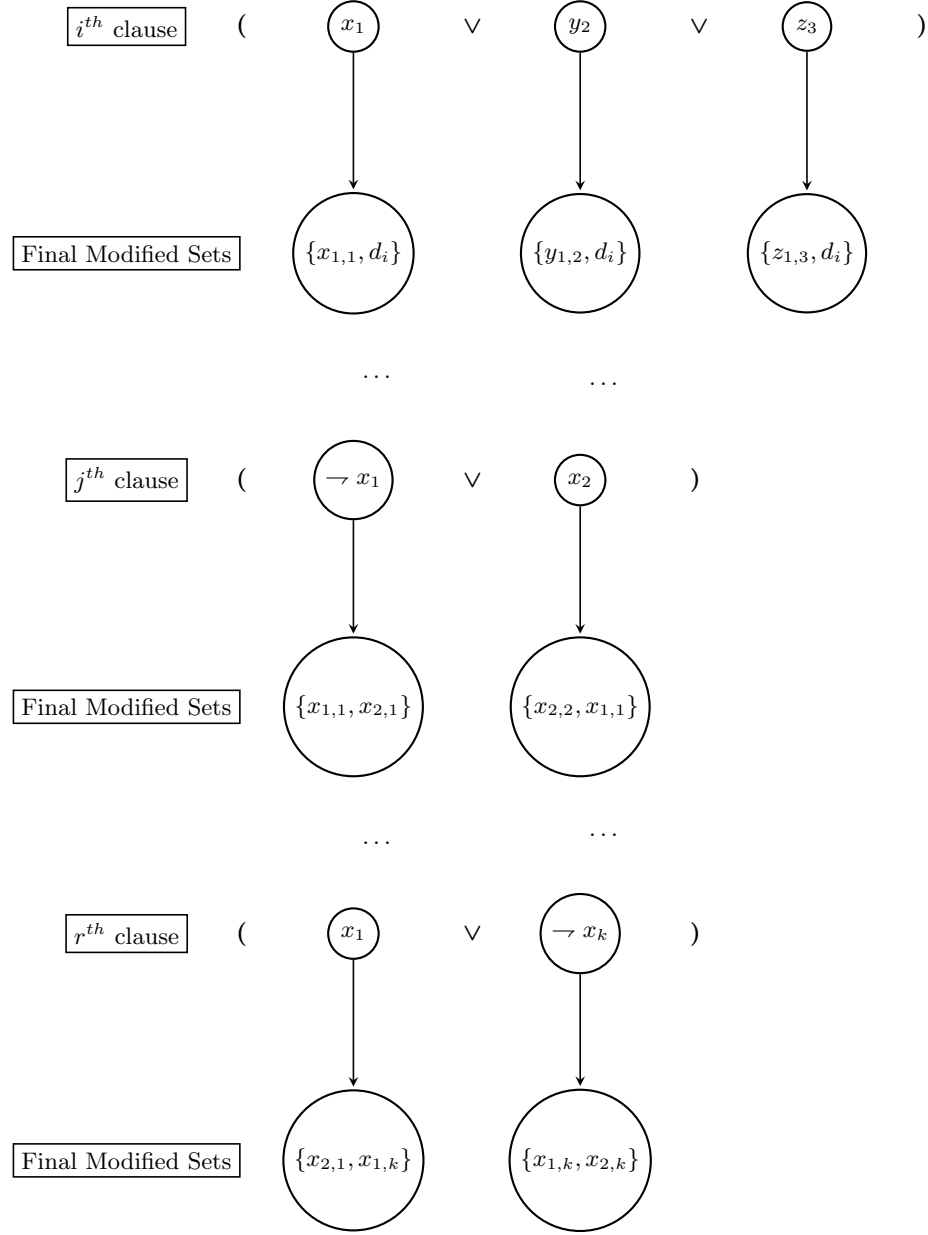 i^{th} clause ( x_1 ∨ y_2 ∨ z_3 )
Final Modified Sets {x_{1,1}, d_i} {y_{1,2}, d_i} {z_{1,3}, d_i}
... ...
j^{th} clause ( ¬ x_1 ∨ x_2 )
Final Modified Sets {x_{1,1}, x_{2,1}} {x_{2,2}, x_{1,1}}
... ...
r^{th} clause ( x_1 ∨ ¬ x_k )
Final Modified Sets {x_{2,1}, x_{1,k}} {x_{1,k}, x_{2,k}}